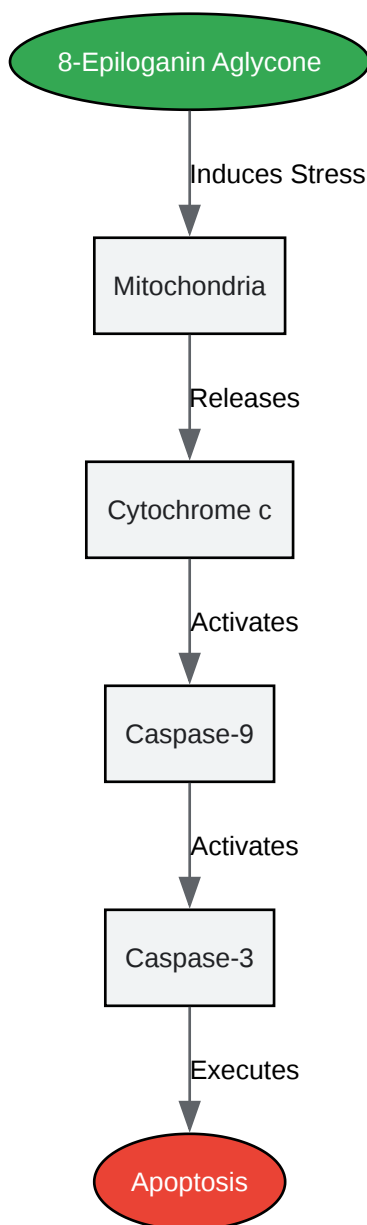 8-Epiloganin Aglycone
Induces Stress
Mitochondria
Releases
Cytochrome c
Activates
Caspase-9
Activates
Caspase-3
Executes
Apoptosis